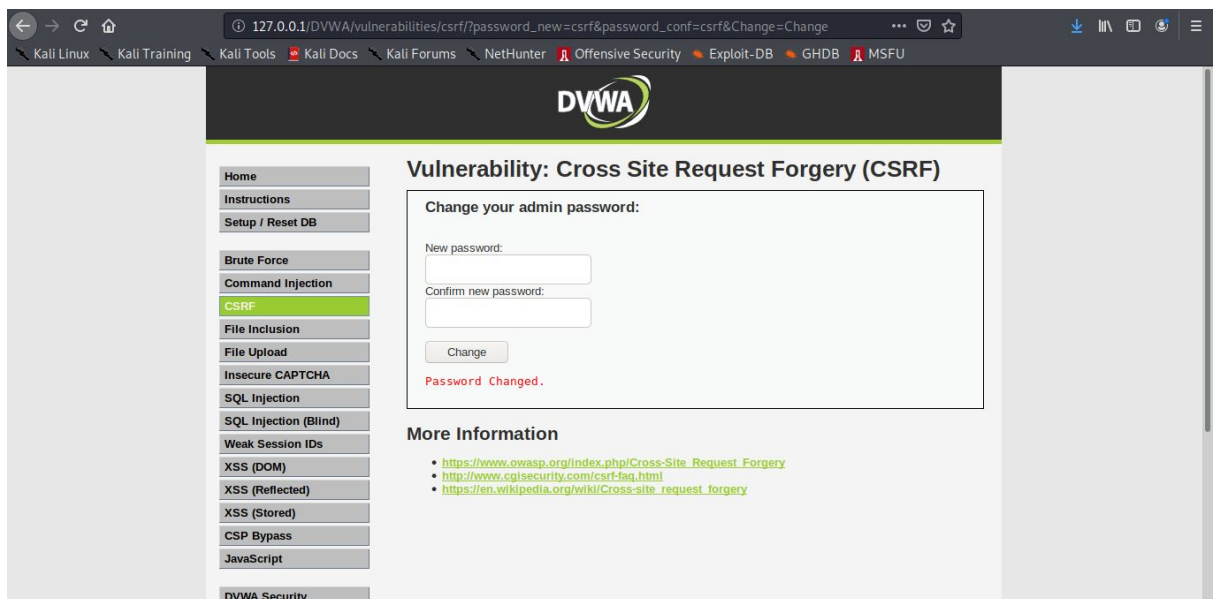 127.0.0.1/DVWA/vulnerabilities/csrf/?password_new=csrf&password_conf=csrf&Change=Change
Kali Linux Kali Training Kali Tools Kali Docs Kali Forums NetHunter Offensive Security Exploit-DB GHDB MSFU
DVWA
Home
Instructions
Setup / Reset DB
Brute Force
Command Injection
CSRF
File Inclusion
File Upload
Insecure CAPTCHA
SQL Injection
SQL Injection (Blind)
Weak Session IDs
XSS (DOM)
XSS (Reflected)
XSS (Stored)
CSP Bypass
JavaScript
DVWA Security
Vulnerability: Cross Site Request Forgery (CSRF)
Change your admin password:
New password:
Confirm new password:
Change
Password Changed.
More Information
https://www.owasp.org/index.php/Cross-Site_Request_Forgery
http://www.cgisecurity.com/csrf-faq.html
https://en.wikipedia.org/wiki/Cross-site_request_forgery